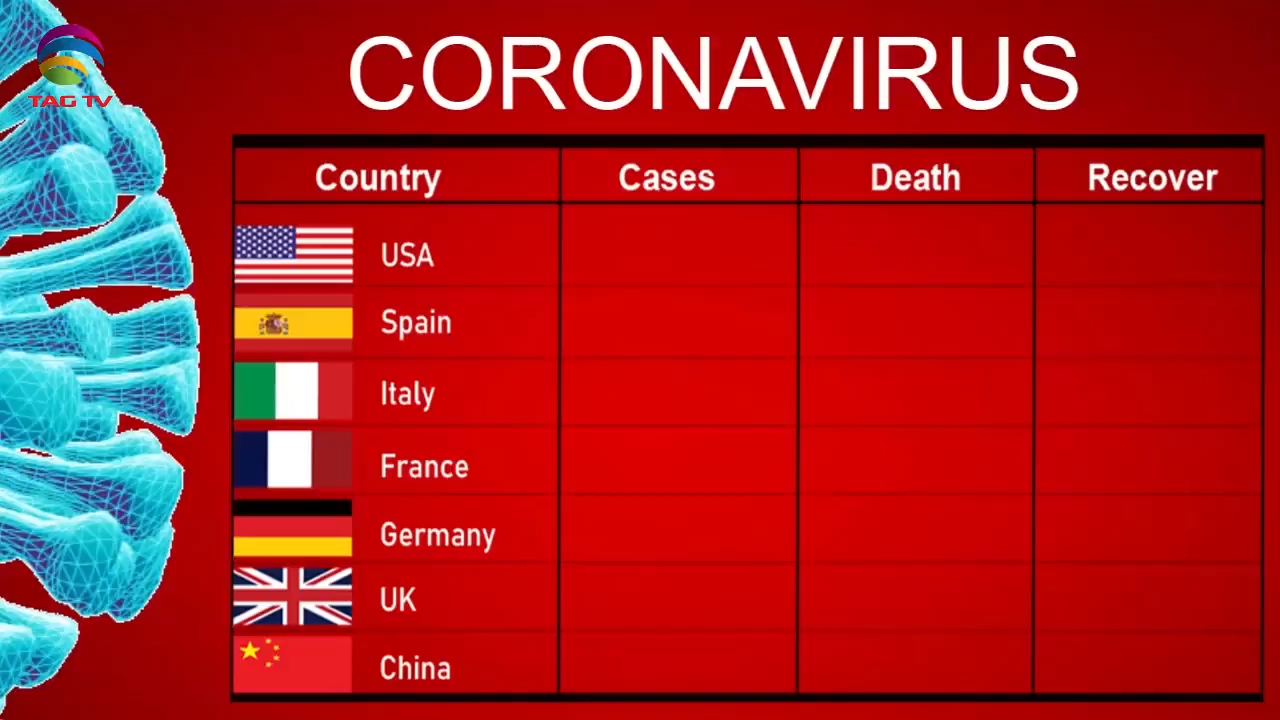 TAG TV
CORONAVIRUS
Country Cases Death Recover
USA
Spain
Italy
France
Germany
UK
China